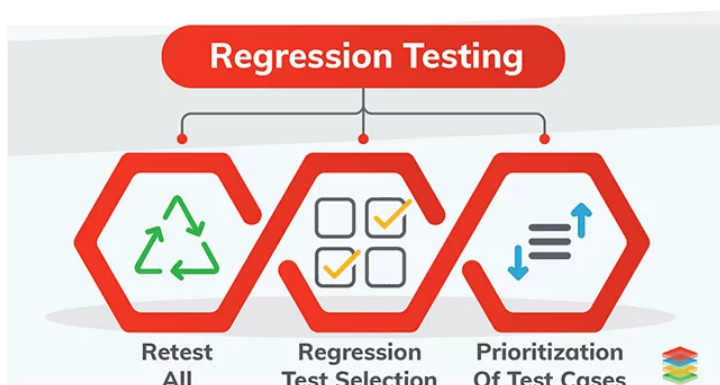 Regression Testing
Retest
All
Regression
Test Selection
Prioritization
Of Test Cases